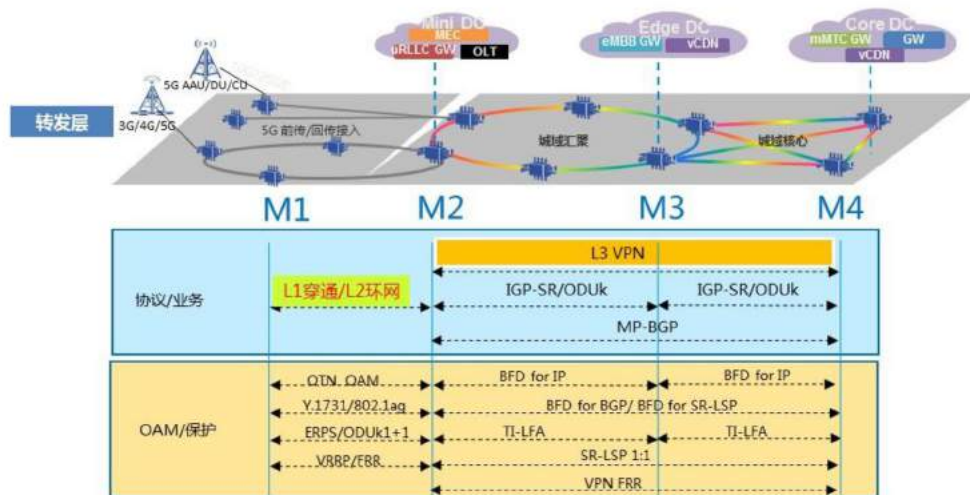 Mini DC
MEC
uRLLC GW
OLT
Edge DC
eMBB GW
vCDN
Core DC
mMTC GW
GW
vCDN
5G AAU/DU/CU
3G/4G/5G
转发层
5G 前传/回传接入
城域汇聚
城域核心
M1
M2
M3
M4
协议/业务
L3 VPN
L1穿通/L2环网
IGP-SR/ODUk
IGP-SR/ODUk
MP-BGP
OAM/保护
OTN OAM
BFD for IP
BFD for IP
Y.1731/802.1ag
BFD for BGP/ BFD for SR-LSP
ERPS/ODUk1+1
TI-LFA
TI-LFA
VRRP/FRR
SR-LSP 1:1
VPN FRR